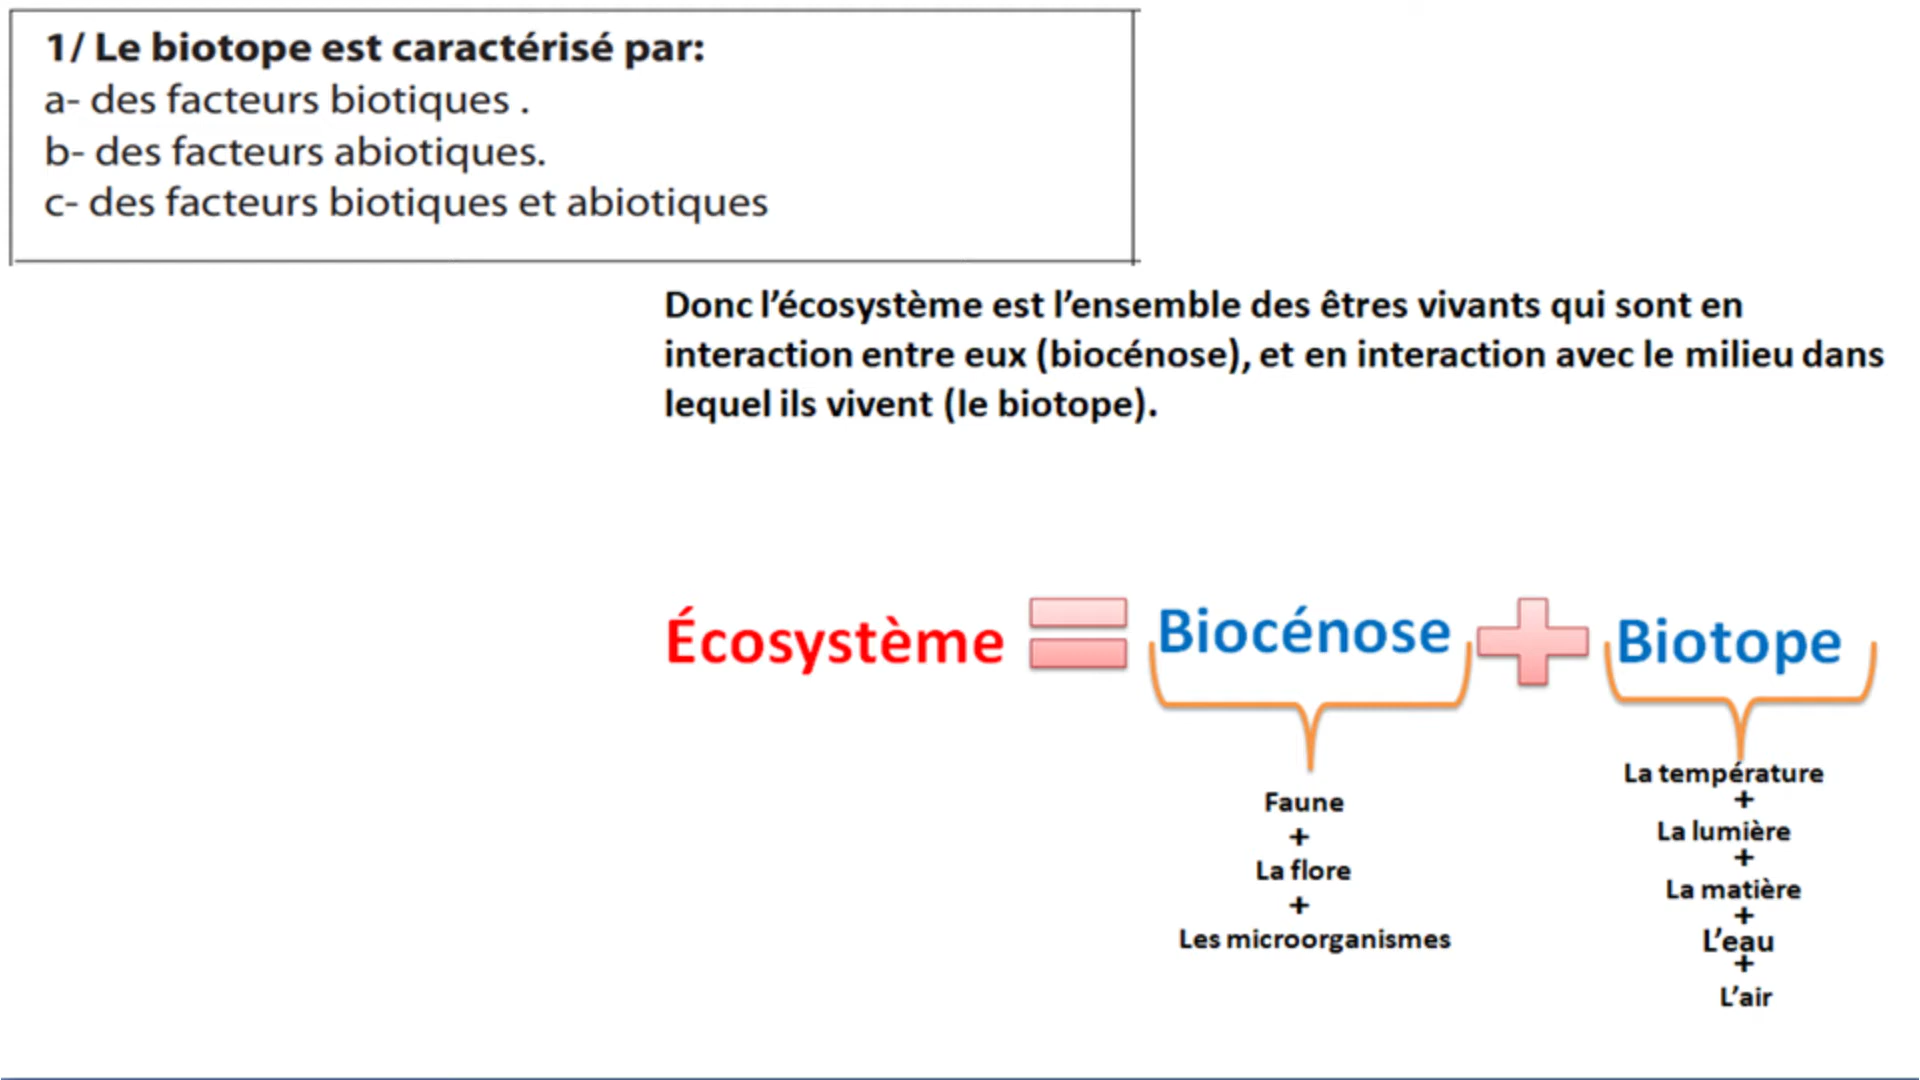 1/ Le biotope est caractérisé par:
a- des facteurs biotiques .
b- des facteurs abiotiques.
c- des facteurs biotiques et abiotiques
Donc l’écosystème est l’ensemble des êtres vivants qui sont en
interaction entre eux (biocénose), et en interaction avec le milieu dans
lequel ils vivent (le biotope).
Écosystème = Biocénose + Biotope
Faune
+
La flore
+
Les microorganismes
La température
+
La lumière
+
La matière
+
L’eau
+
L’air